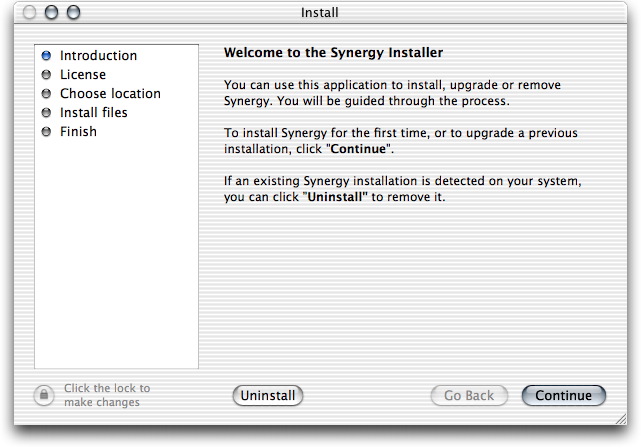 Install
Introduction
License
Choose location
Install files
Finish
Welcome to the Synergy Installer
You can use this application to install, upgrade or remove
Synergy. You will be guided through the process.
To install Synergy for the first time, or to upgrade a previous
installation, click "Continue".
If an existing Synergy installation is detected on your system,
you can click "Uninstall" to remove it.
Click the lock to
make changes
Uninstall
Go Back
Continue